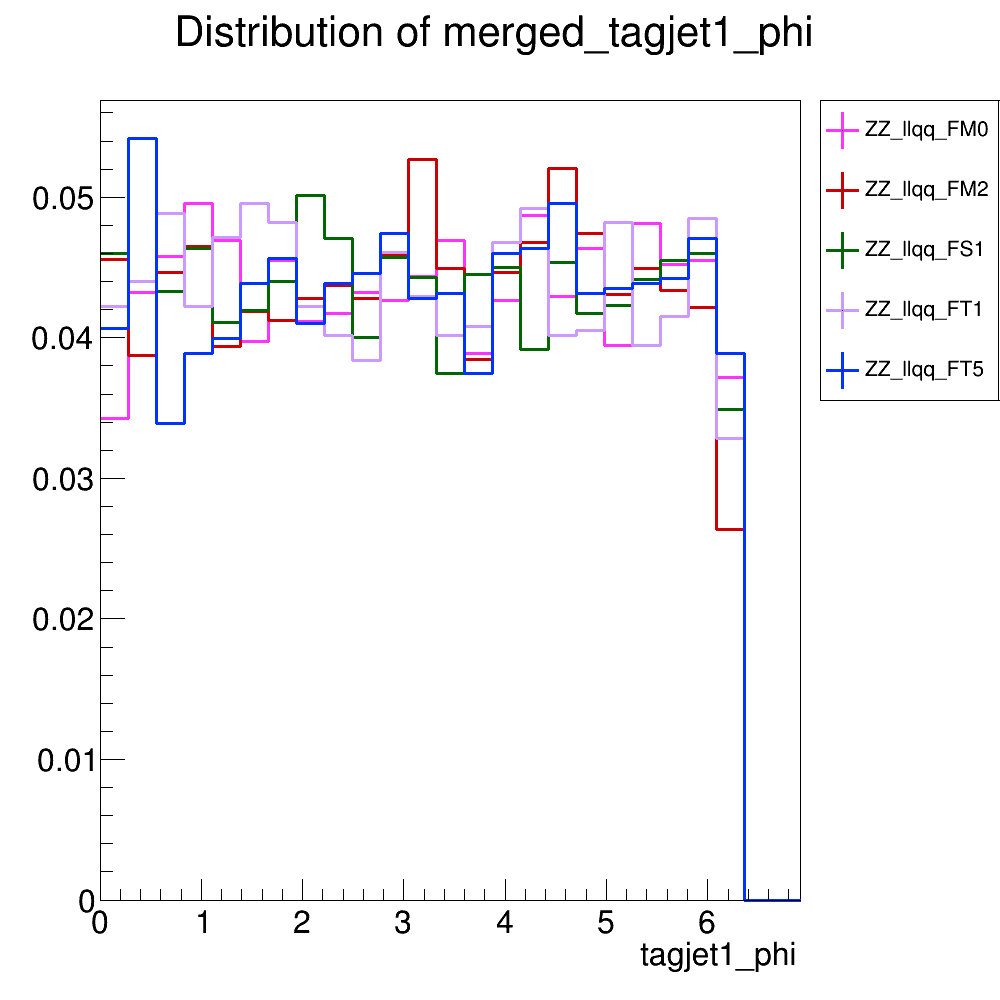 Distribution of merged_tagjet1_phi
ZZ_llqq_FM0
ZZ_llqq_FM2
ZZ_llqq_FS1
ZZ_llqq_FT1
ZZ_llqq_FT5
0.05
0.04
0.03
0.02
0.01
0
0 1 2 3 4 5 6
tagjet1_phi